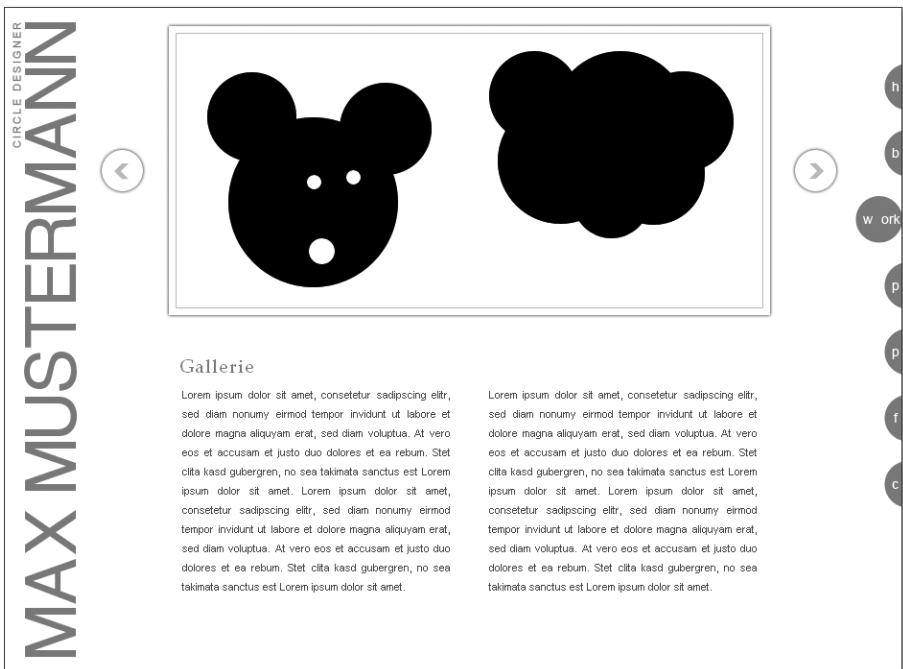 CIRCLE DESIGNER
MAX MUSTERMANN
h
b
w ork
p
p
f
c
Gallerie
Lorem ipsum dolor sit amet, consetetur sadipscing elitr,
sed diam nonumy eirmod tempor invidunt ut labore et
dolore magna aliquyam erat, sed diam voluptua. At vero
eos et accusam et justo duo dolores et ea rebum. Stet
clita kasd gubergren, no sea takimata sanctus est Lorem
ipsum dolor sit amet. Lorem ipsum dolor sit amet,
consetetur sadipscing elitr, sed diam nonumy eirmod
tempor invidunt ut labore et dolore magna aliquyam erat,
sed diam voluptua. At vero eos et accusam et justo duo
dolores et ea rebum. Stet clita kasd gubergren, no sea
takimata sanctus est Lorem ipsum dolor sit amet.
Lorem ipsum dolor sit amet, consetetur sadipscing elitr,
sed diam nonumy eirmod tempor invidunt ut labore et
dolore magna aliquyam erat, sed diam voluptua. At vero
eos et accusam et justo duo dolores et ea rebum. Stet
clita kasd gubergren, no sea takimata sanctus est Lorem
ipsum dolor sit amet. Lorem ipsum dolor sit amet,
consetetur sadipscing elitr, sed diam nonumy eirmod
tempor invidunt ut labore et dolore magna aliquyam erat,
sed diam voluptua. At vero eos et accusam et justo duo
dolores et ea rebum. Stet clita kasd gubergren, no sea
takimata sanctus est Lorem ipsum dolor sit amet.